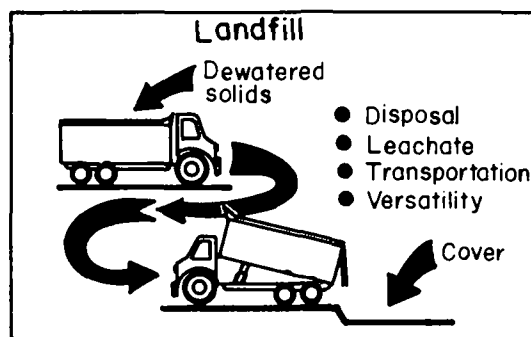 Landfill
Dewatered
solids
● Disposal
● Leachate
● Transportation
● Versatility
Cover